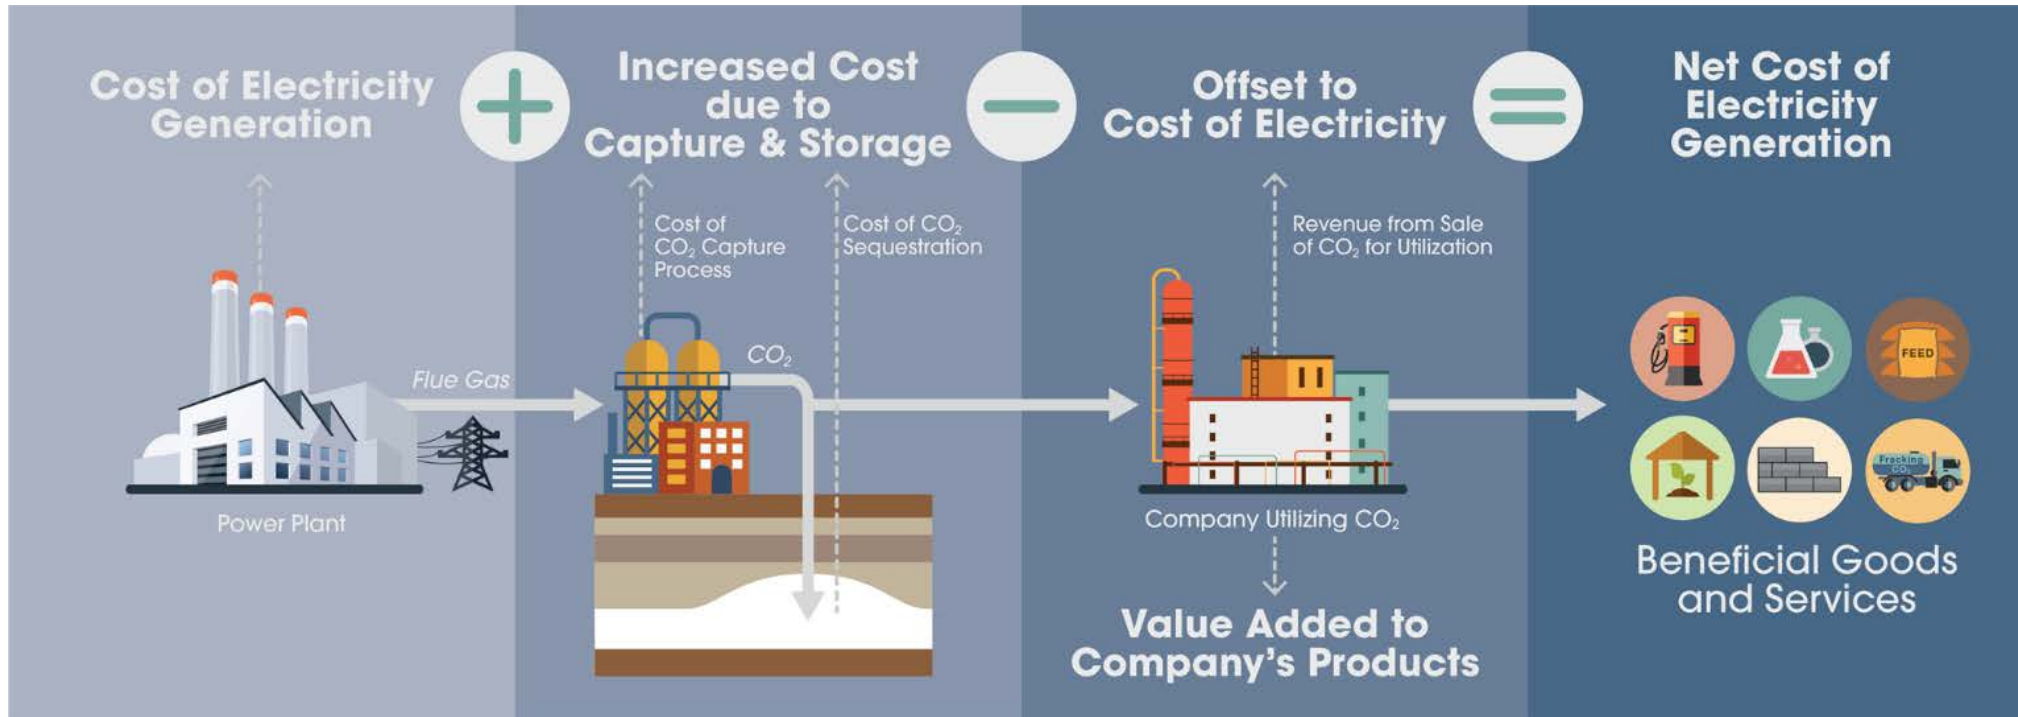 Cost of Electricity
Generation
Increased Cost
due to
Capture & Storage
Offset to
Cost of Electricity
Net Cost of
Electricity
Generation
Cost of
CO₂ Capture
Process
Cost of CO₂
Sequestration
Revenue from Sale
of CO₂ for Utilization
Flue Gas
CO₂
FEED
Fracking
CO₂
Power Plant
Company Utilizing CO₂
Beneficial Goods
and Services
Value Added to
Company's Products